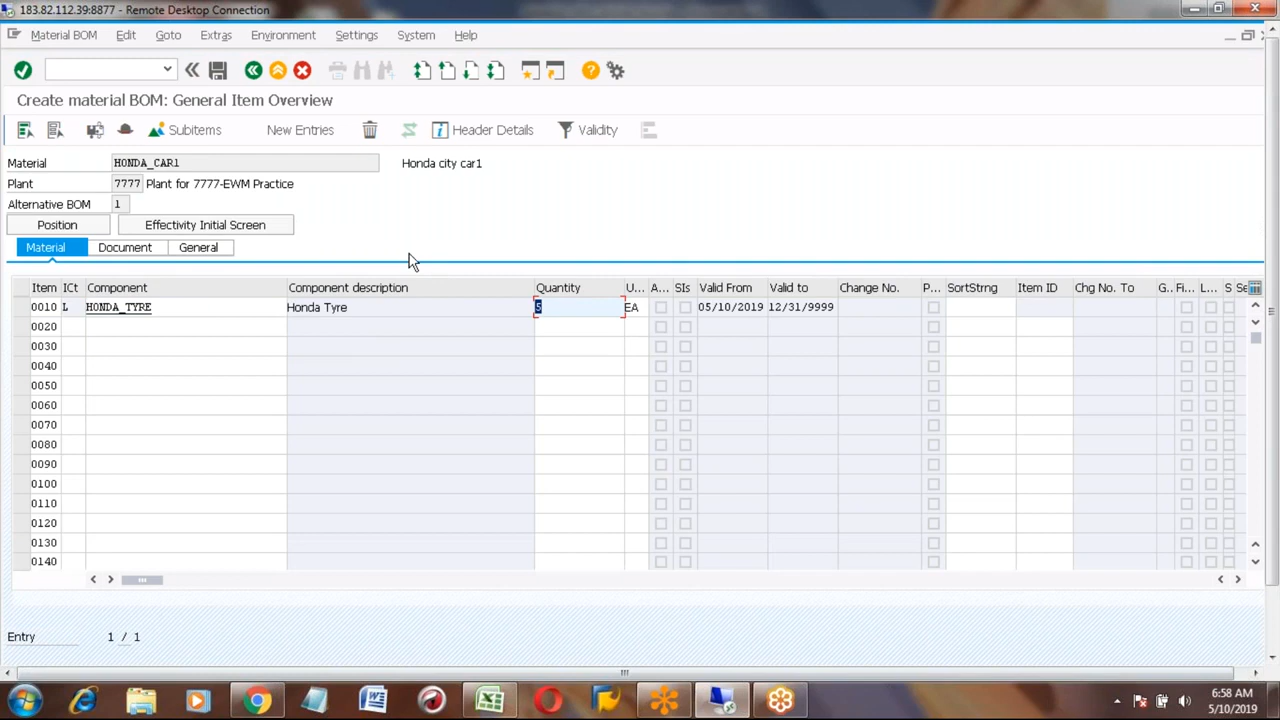 183.82.112.39:8877 - Remote Desktop Connection
Material BOM Edit Goto Extras Environment Settings System Help
Create material BOM: General Item Overview
Subitems New Entries Header Details Validity
Material HONDA_CAR1 Honda city car1
Plant 7777 Plant for 7777-EWM Practice
Alternative BOM 1
Position Effectivity Initial Screen
Material Document General
Item ICt Component Component description Quantity U... A... SIs Valid From Valid to Change No. P... SortStrng Item ID Chg No. To G.. Fi... L... S Se
0010 L HONDA_TYRE Honda Tyre 5 EA 05/10/2019 12/31/9999
0020
0030
0040
0050
0060
0070
0080
0090
0100
0110
0120
0130
0140
Entry 1 / 1
6:58 AM
5/10/2019